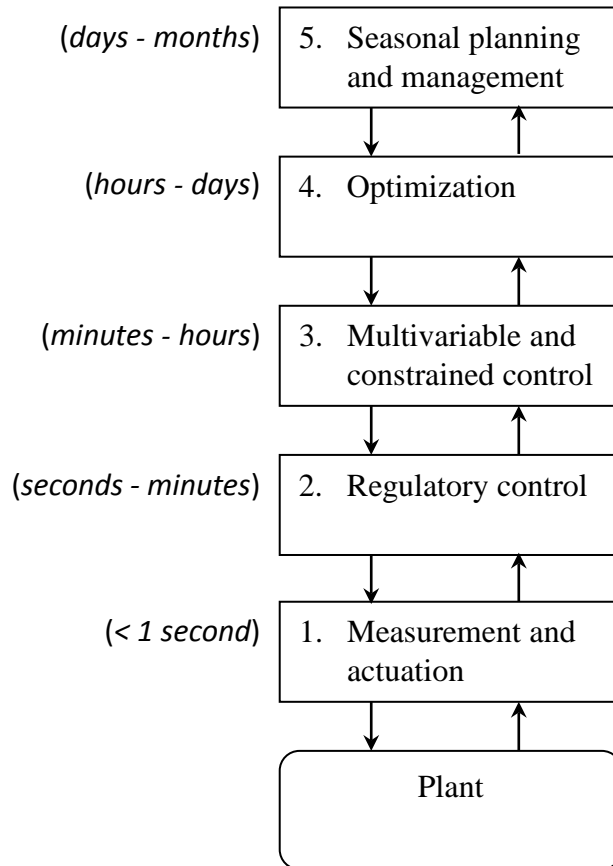 (days - months)
5. Seasonal planning
and management
(hours - days)
4. Optimization
(minutes - hours)
3. Multivariable and
constrained control
(seconds - minutes)
2. Regulatory control
(< 1 second)
1. Measurement and
actuation
Plant